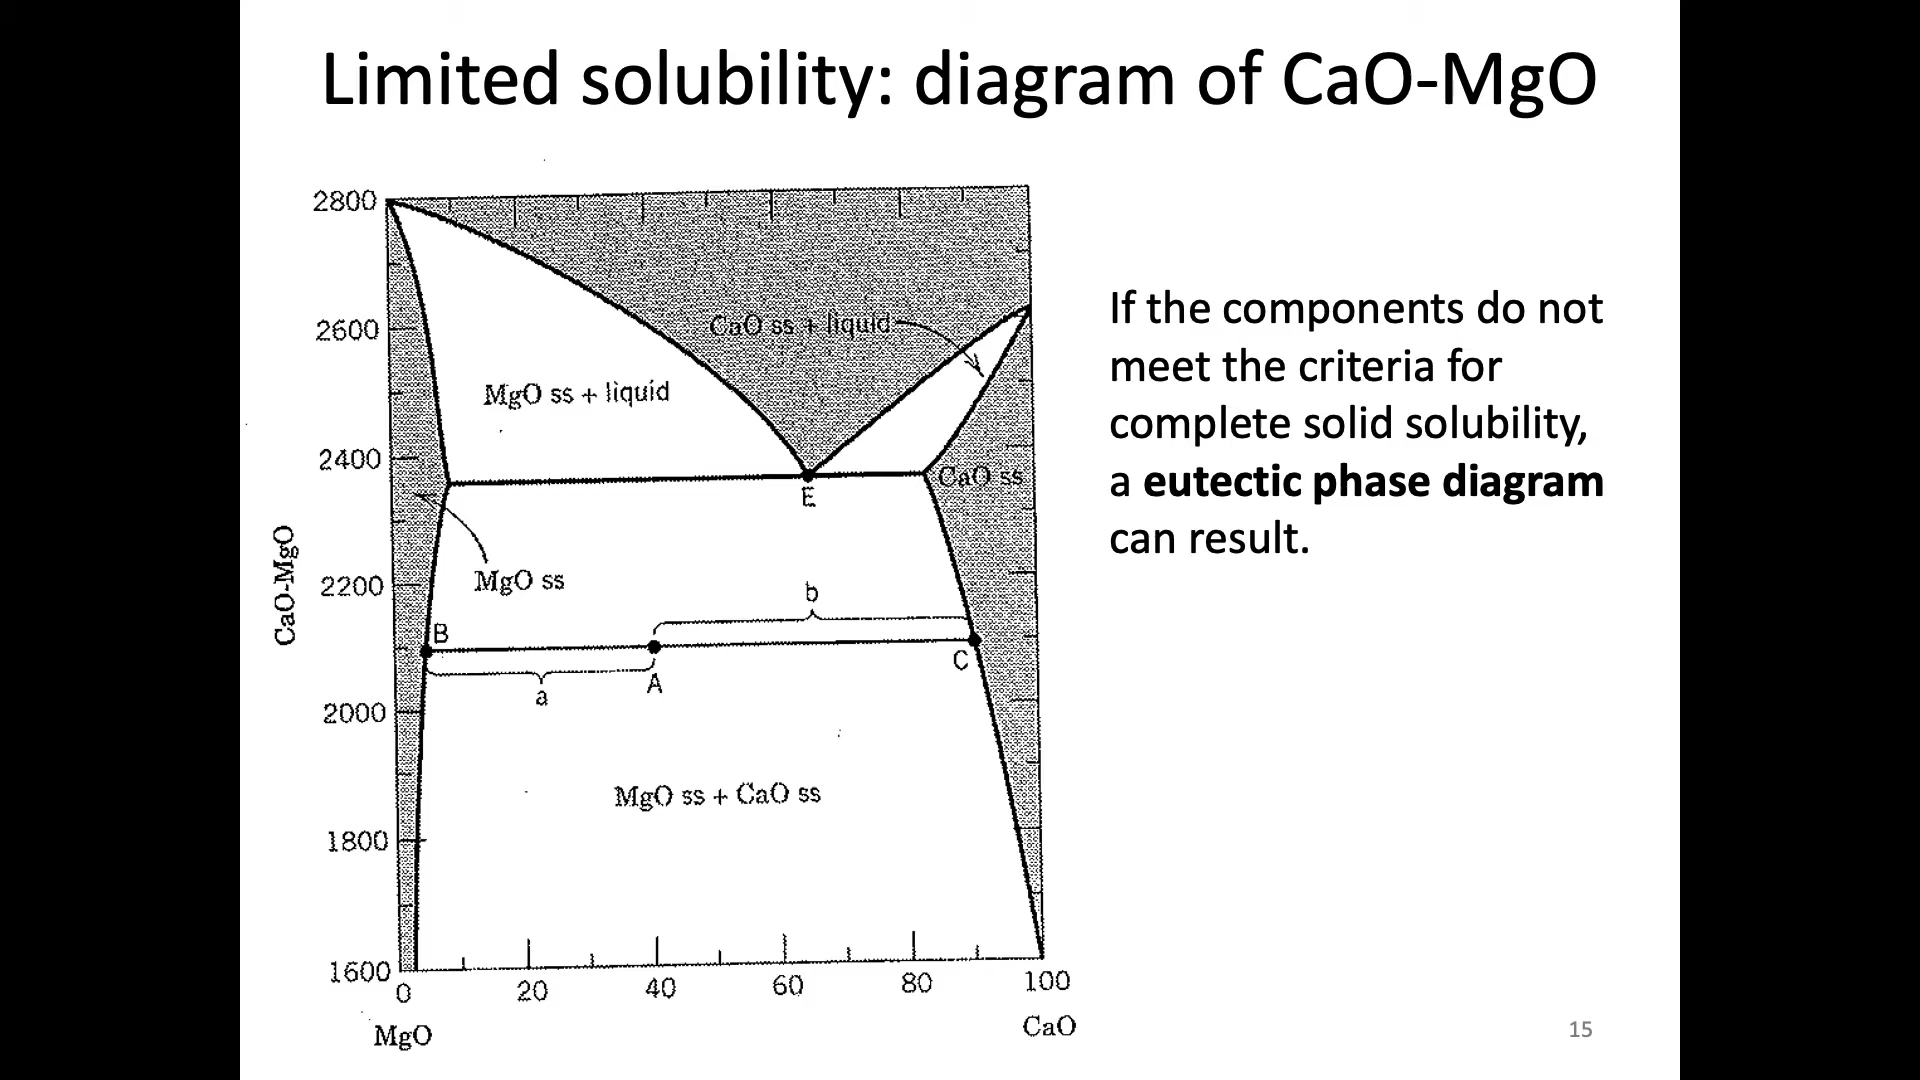 Limited solubility: diagram of CaO-MgO
2800
2600
2400
2200
2000
1800
1600
CaO-MgO
CaO ss + liquid
MgO ss + liquid
CaO ss
E
MgO ss
b
B
C
a
A
MgO ss + CaO ss
0
20
40
60
80
100
MgO
CaO
If the components do not
meet the criteria for
complete solid solubility,
a eutectic phase diagram
can result.
15